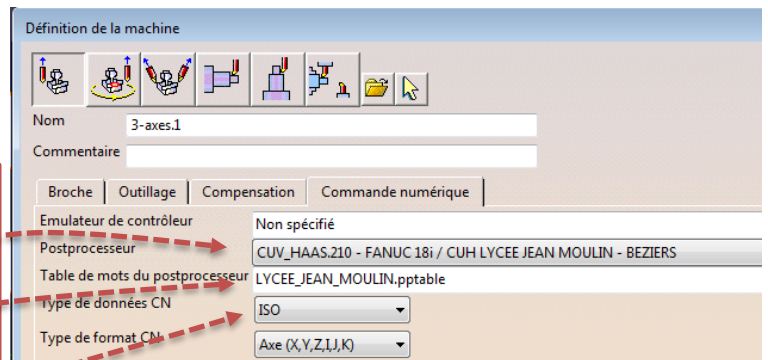 Définition de la machine
Nom 3-axes.1
Commentaire
Broche Outillage Compensation Commande numérique
Emulateur de contrôleur Non spécifié
Postprocesseur CUV_HAAS.210 - FANUC 18i / CUH LYCEE JEAN MOULIN - BEZIERS
Table de mots du postprocesseur LYCEE_JEAN_MOULIN.pptable
Type de données CN ISO
Type de format CN Axe (X,Y,Z,I,J,K)